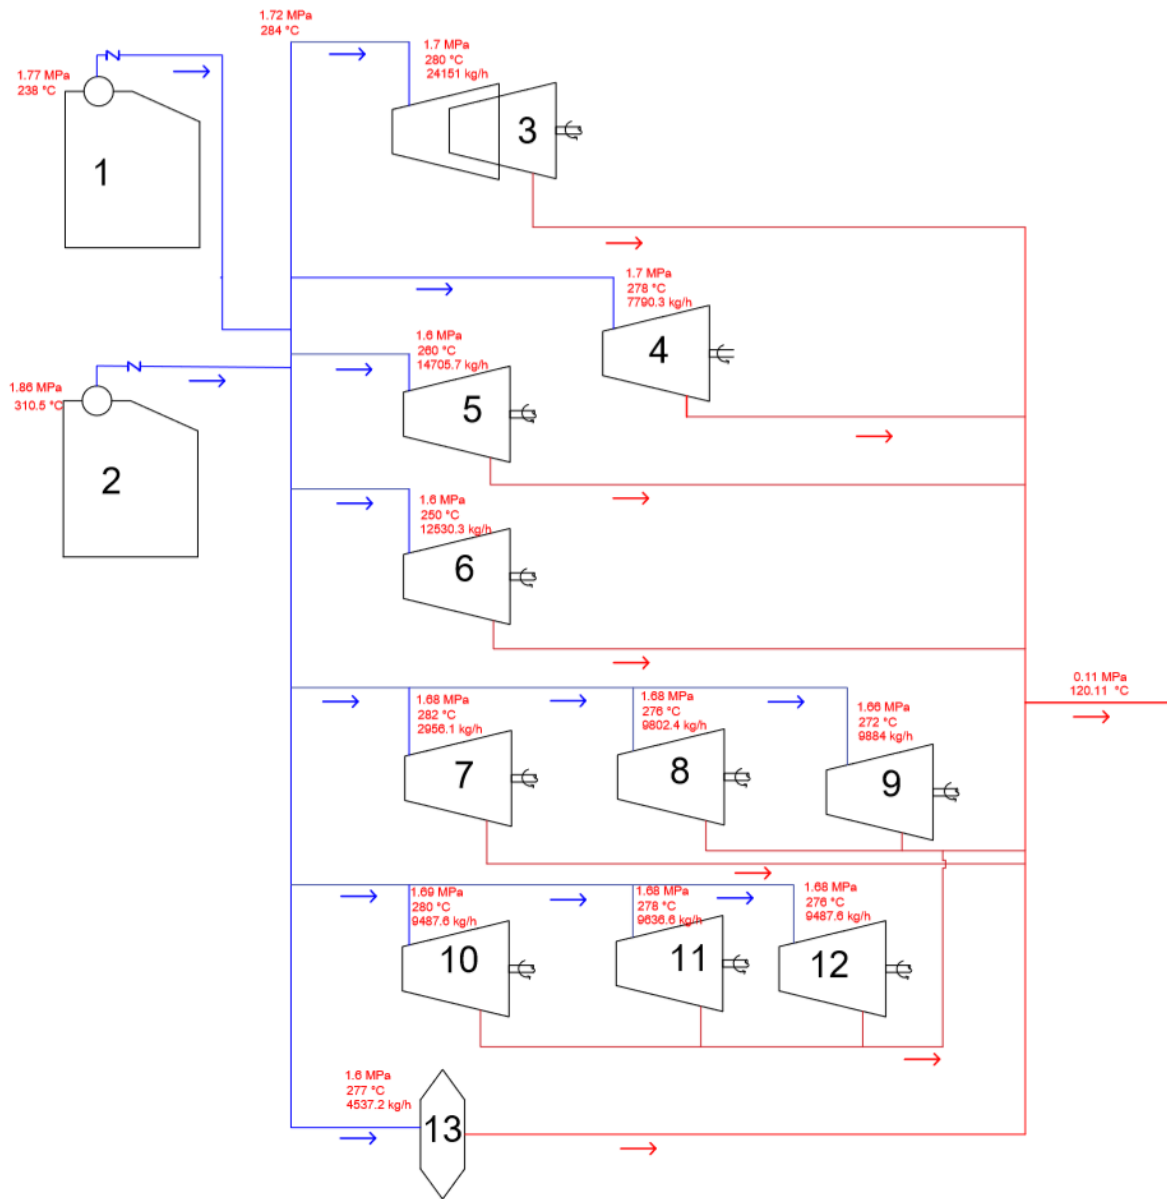 1.72 MPa
284 °C
1.7 MPa
280 °C
24151 kg/h
1.77 MPa
238 °C
1
3
1.7 MPa
278 °C
7790.3 kg/h
4
1.6 MPa
260 °C
14705.7 kg/h
5
1.86 MPa
310.5 °C
2
1.6 MPa
250 °C
12530.3 kg/h
6
0.11 MPa
120.11 °C
1.68 MPa
282 °C
2956.1 kg/h
7
1.68 MPa
276 °C
9802.4 kg/h
8
1.66 MPa
272 °C
9884 kg/h
9
1.69 MPa
280 °C
9487.6 kg/h
10
1.68 MPa
278 °C
9636.6 kg/h
11
1.68 MPa
276 °C
9487.6 kg/h
12
1.6 MPa
277 °C
4537.2 kg/h
13